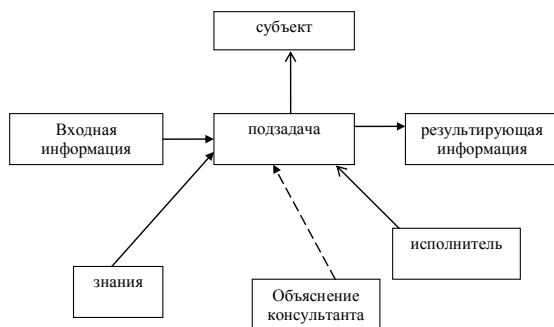 субъект
Входная
информация
подзадача
результирующая
информация
исполнитель
знания
Объяснение
консультанта